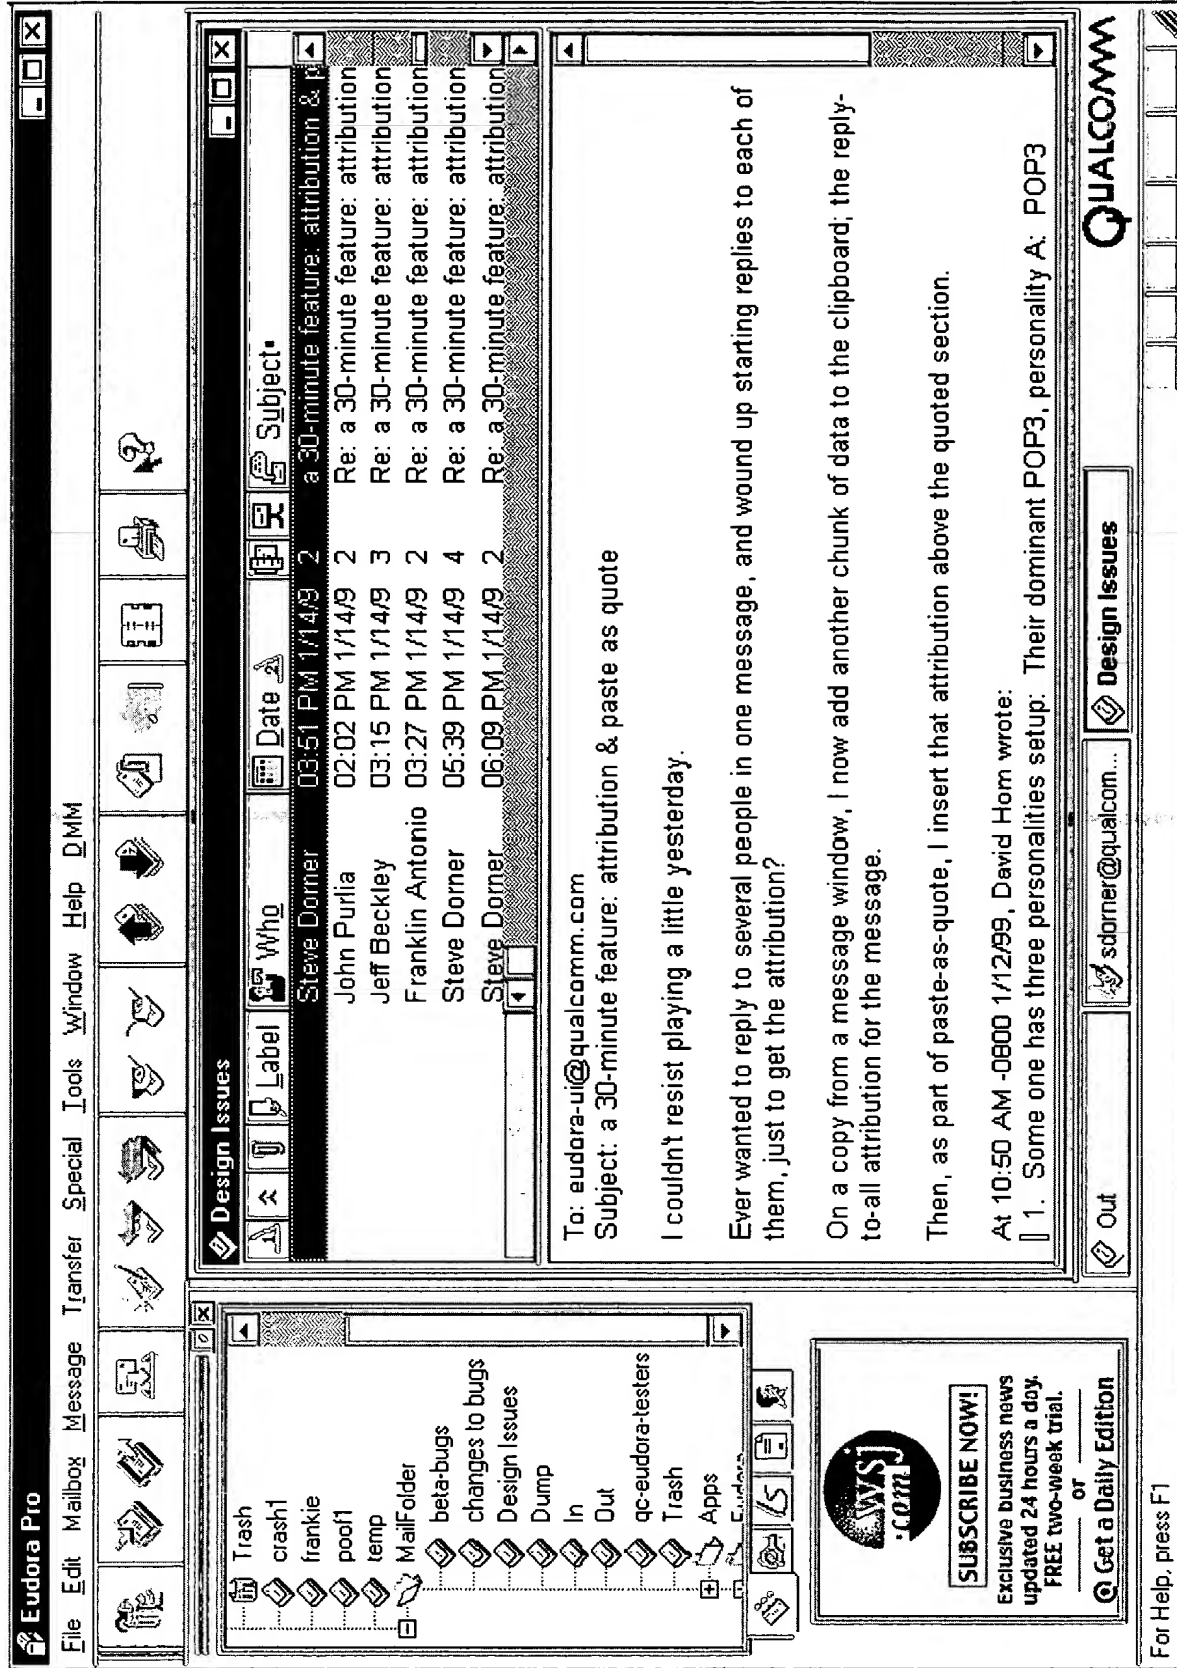 Eudora Pro
File Edit Mailbox Message Transfer Special Tools Window Help DMM
Trash
crash1
frankie
poof1
temp
MailFolder
beta-bugs
changes to bugs
Design Issues
Dump
In
Out
qc-eudora-testers
Trash
Apps
WSJ
.com
SUBSCRIBE NOW!
Exclusive business news
updated 24 hours a day.
FREE two-week trial.
or
@ Get a Daily Edition
Design Issues
Label Who Date Subject
Steve Dorner 03:51 PM 1/14/9 2 a 30-minute feature: attribution & p
John Purlia 02:02 PM 1/14/9 2 Re: a 30-minute feature: attribution
Jeff Beckley 03:15 PM 1/14/9 3 Re: a 30-minute feature: attribution
Franklin Antonio 03:27 PM 1/14/9 2 Re: a 30-minute feature: attribution
Steve Dorner 05:39 PM 1/14/9 4 Re: a 30-minute feature: attribution
Steve Dorner 06:09 PM 1/14/9 2 Re: a 30-minute feature: attribution
To: eudora-ui@qualcomm.com
Subject: a 30-minute feature: attribution & paste as quote
I couldn't resist playing a little yesterday.
Ever wanted to reply to several people in one message, and wound up starting replies to each of
them, just to get the attribution?
On a copy from a message window, I now add another chunk of data to the clipboard; the reply-
to-all attribution for the message.
Then, as part of paste-as-quote, I insert that attribution above the quoted section.
At 10:50 AM -0800 1/12/99, David Hom wrote:
1. Some one has three personalities setup: Their dominant POP3, personality A: POP3
Out sdorner@qualcom... Design Issues QUALCOMM
For Help, press F1